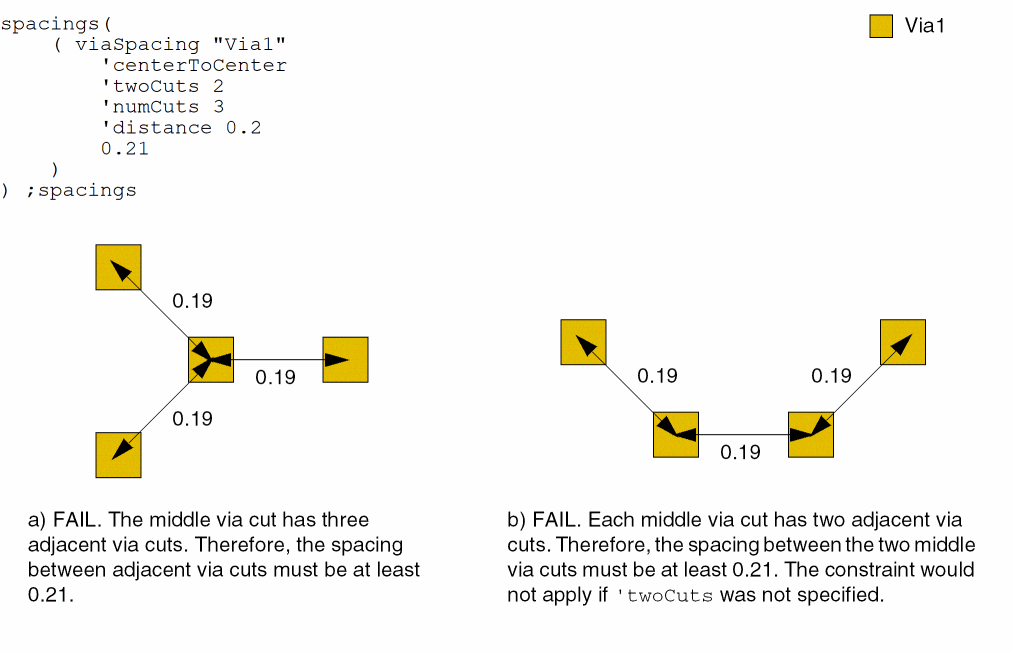 spacings(
    ( viaSpacing "Via1"
        'centerToCenter
        'twoCuts 2
        'numCuts 3
        'distance 0.2
        0.21
    )
) ;spacings
Via1
0.19
0.19
0.19
0.19
0.19
0.19
a) FAIL. The middle via cut has three
adjacent via cuts. Therefore, the spacing
between adjacent via cuts must be at least
0.21.
b) FAIL. Each middle via cut has two adjacent via
cuts. Therefore, the spacing between the two middle
via cuts must be at least 0.21. The constraint would
not apply if 'twoCuts was not specified.